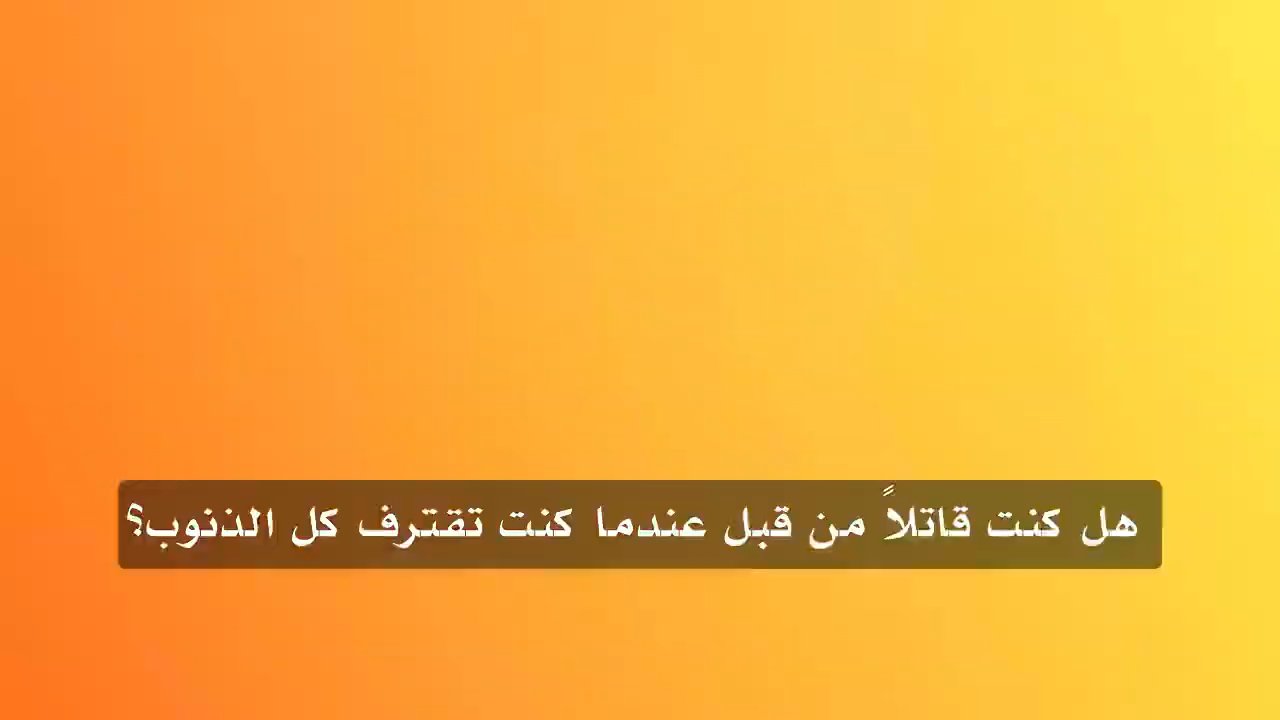 هل كنت قاتلاً من قبل عندما كنت تقترف كل الذنوب؟